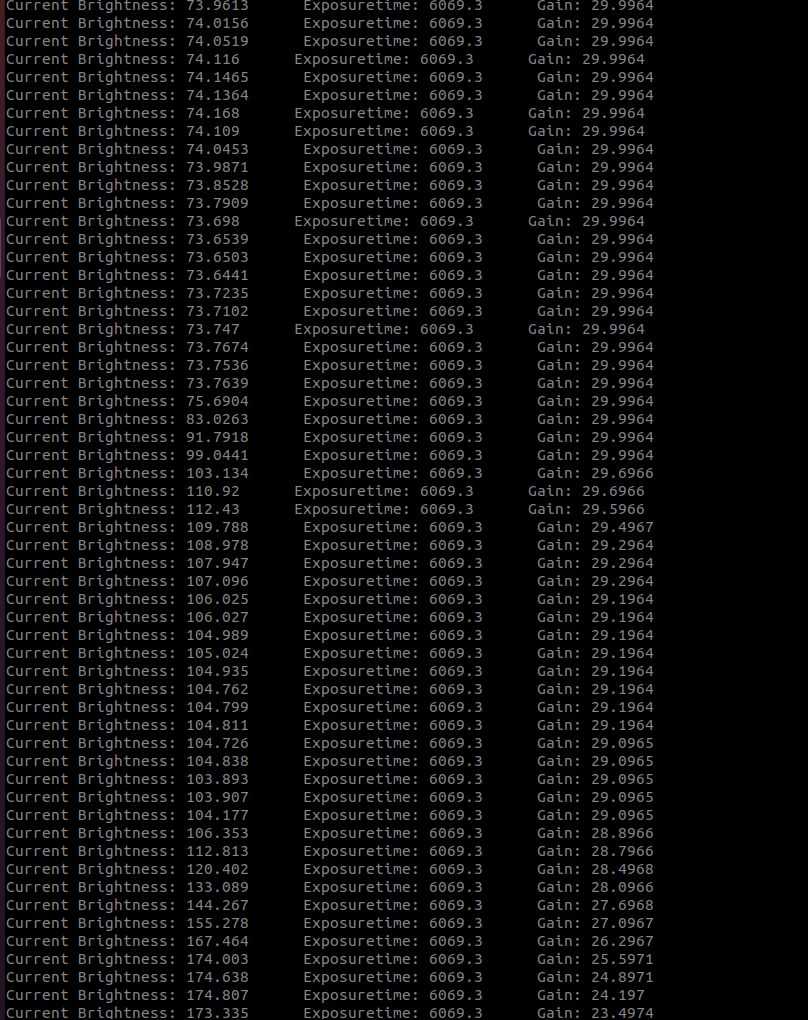 Current Brightness: 73.9613      Exposuretime: 6069.3      Gain: 29.9964
Current Brightness: 74.0156      Exposuretime: 6069.3      Gain: 29.9964
Current Brightness: 74.0519      Exposuretime: 6069.3      Gain: 29.9964
Current Brightness: 74.116      Exposuretime: 6069.3      Gain: 29.9964
Current Brightness: 74.1465      Exposuretime: 6069.3      Gain: 29.9964
Current Brightness: 74.1364      Exposuretime: 6069.3      Gain: 29.9964
Current Brightness: 74.168      Exposuretime: 6069.3      Gain: 29.9964
Current Brightness: 74.109      Exposuretime: 6069.3      Gain: 29.9964
Current Brightness: 74.0453      Exposuretime: 6069.3      Gain: 29.9964
Current Brightness: 73.9871      Exposuretime: 6069.3      Gain: 29.9964
Current Brightness: 73.8528      Exposuretime: 6069.3      Gain: 29.9964
Current Brightness: 73.7909      Exposuretime: 6069.3      Gain: 29.9964
Current Brightness: 73.698      Exposuretime: 6069.3      Gain: 29.9964
Current Brightness: 73.6539      Exposuretime: 6069.3      Gain: 29.9964
Current Brightness: 73.6503      Exposuretime: 6069.3      Gain: 29.9964
Current Brightness: 73.6441      Exposuretime: 6069.3      Gain: 29.9964
Current Brightness: 73.7235      Exposuretime: 6069.3      Gain: 29.9964
Current Brightness: 73.7102      Exposuretime: 6069.3      Gain: 29.9964
Current Brightness: 73.747      Exposuretime: 6069.3      Gain: 29.9964
Current Brightness: 73.7674      Exposuretime: 6069.3      Gain: 29.9964
Current Brightness: 73.7536      Exposuretime: 6069.3      Gain: 29.9964
Current Brightness: 73.7639      Exposuretime: 6069.3      Gain: 29.9964
Current Brightness: 75.6904      Exposuretime: 6069.3      Gain: 29.9964
Current Brightness: 83.0263      Exposuretime: 6069.3      Gain: 29.9964
Current Brightness: 91.7918      Exposuretime: 6069.3      Gain: 29.9964
Current Brightness: 99.0441      Exposuretime: 6069.3      Gain: 29.9964
Current Brightness: 103.134      Exposuretime: 6069.3      Gain: 29.6966
Current Brightness: 110.92      Exposuretime: 6069.3      Gain: 29.6966
Current Brightness: 112.43      Exposuretime: 6069.3      Gain: 29.5966
Current Brightness: 109.788      Exposuretime: 6069.3      Gain: 29.4967
Current Brightness: 108.978      Exposuretime: 6069.3      Gain: 29.2964
Current Brightness: 107.947      Exposuretime: 6069.3      Gain: 29.2964
Current Brightness: 107.096      Exposuretime: 6069.3      Gain: 29.2964
Current Brightness: 106.025      Exposuretime: 6069.3      Gain: 29.1964
Current Brightness: 106.027      Exposuretime: 6069.3      Gain: 29.1964
Current Brightness: 104.989      Exposuretime: 6069.3      Gain: 29.1964
Current Brightness: 105.024      Exposuretime: 6069.3      Gain: 29.1964
Current Brightness: 104.935      Exposuretime: 6069.3      Gain: 29.1964
Current Brightness: 104.762      Exposuretime: 6069.3      Gain: 29.1964
Current Brightness: 104.799      Exposuretime: 6069.3      Gain: 29.1964
Current Brightness: 104.811      Exposuretime: 6069.3      Gain: 29.1964
Current Brightness: 104.726      Exposuretime: 6069.3      Gain: 29.0965
Current Brightness: 104.838      Exposuretime: 6069.3      Gain: 29.0965
Current Brightness: 103.893      Exposuretime: 6069.3      Gain: 29.0965
Current Brightness: 103.907      Exposuretime: 6069.3      Gain: 29.0965
Current Brightness: 104.177      Exposuretime: 6069.3      Gain: 29.0965
Current Brightness: 106.353      Exposuretime: 6069.3      Gain: 28.8966
Current Brightness: 112.813      Exposuretime: 6069.3      Gain: 28.7966
Current Brightness: 120.402      Exposuretime: 6069.3      Gain: 28.4968
Current Brightness: 133.089      Exposuretime: 6069.3      Gain: 28.0966
Current Brightness: 144.267      Exposuretime: 6069.3      Gain: 27.6968
Current Brightness: 155.278      Exposuretime: 6069.3      Gain: 27.0967
Current Brightness: 167.464      Exposuretime: 6069.3      Gain: 26.2967
Current Brightness: 174.003      Exposuretime: 6069.3      Gain: 25.5971
Current Brightness: 174.638      Exposuretime: 6069.3      Gain: 24.8971
Current Brightness: 174.807      Exposuretime: 6069.3      Gain: 24.197
Current Brightness: 173.335      Exposuretime: 6069.3      Gain: 23.4974